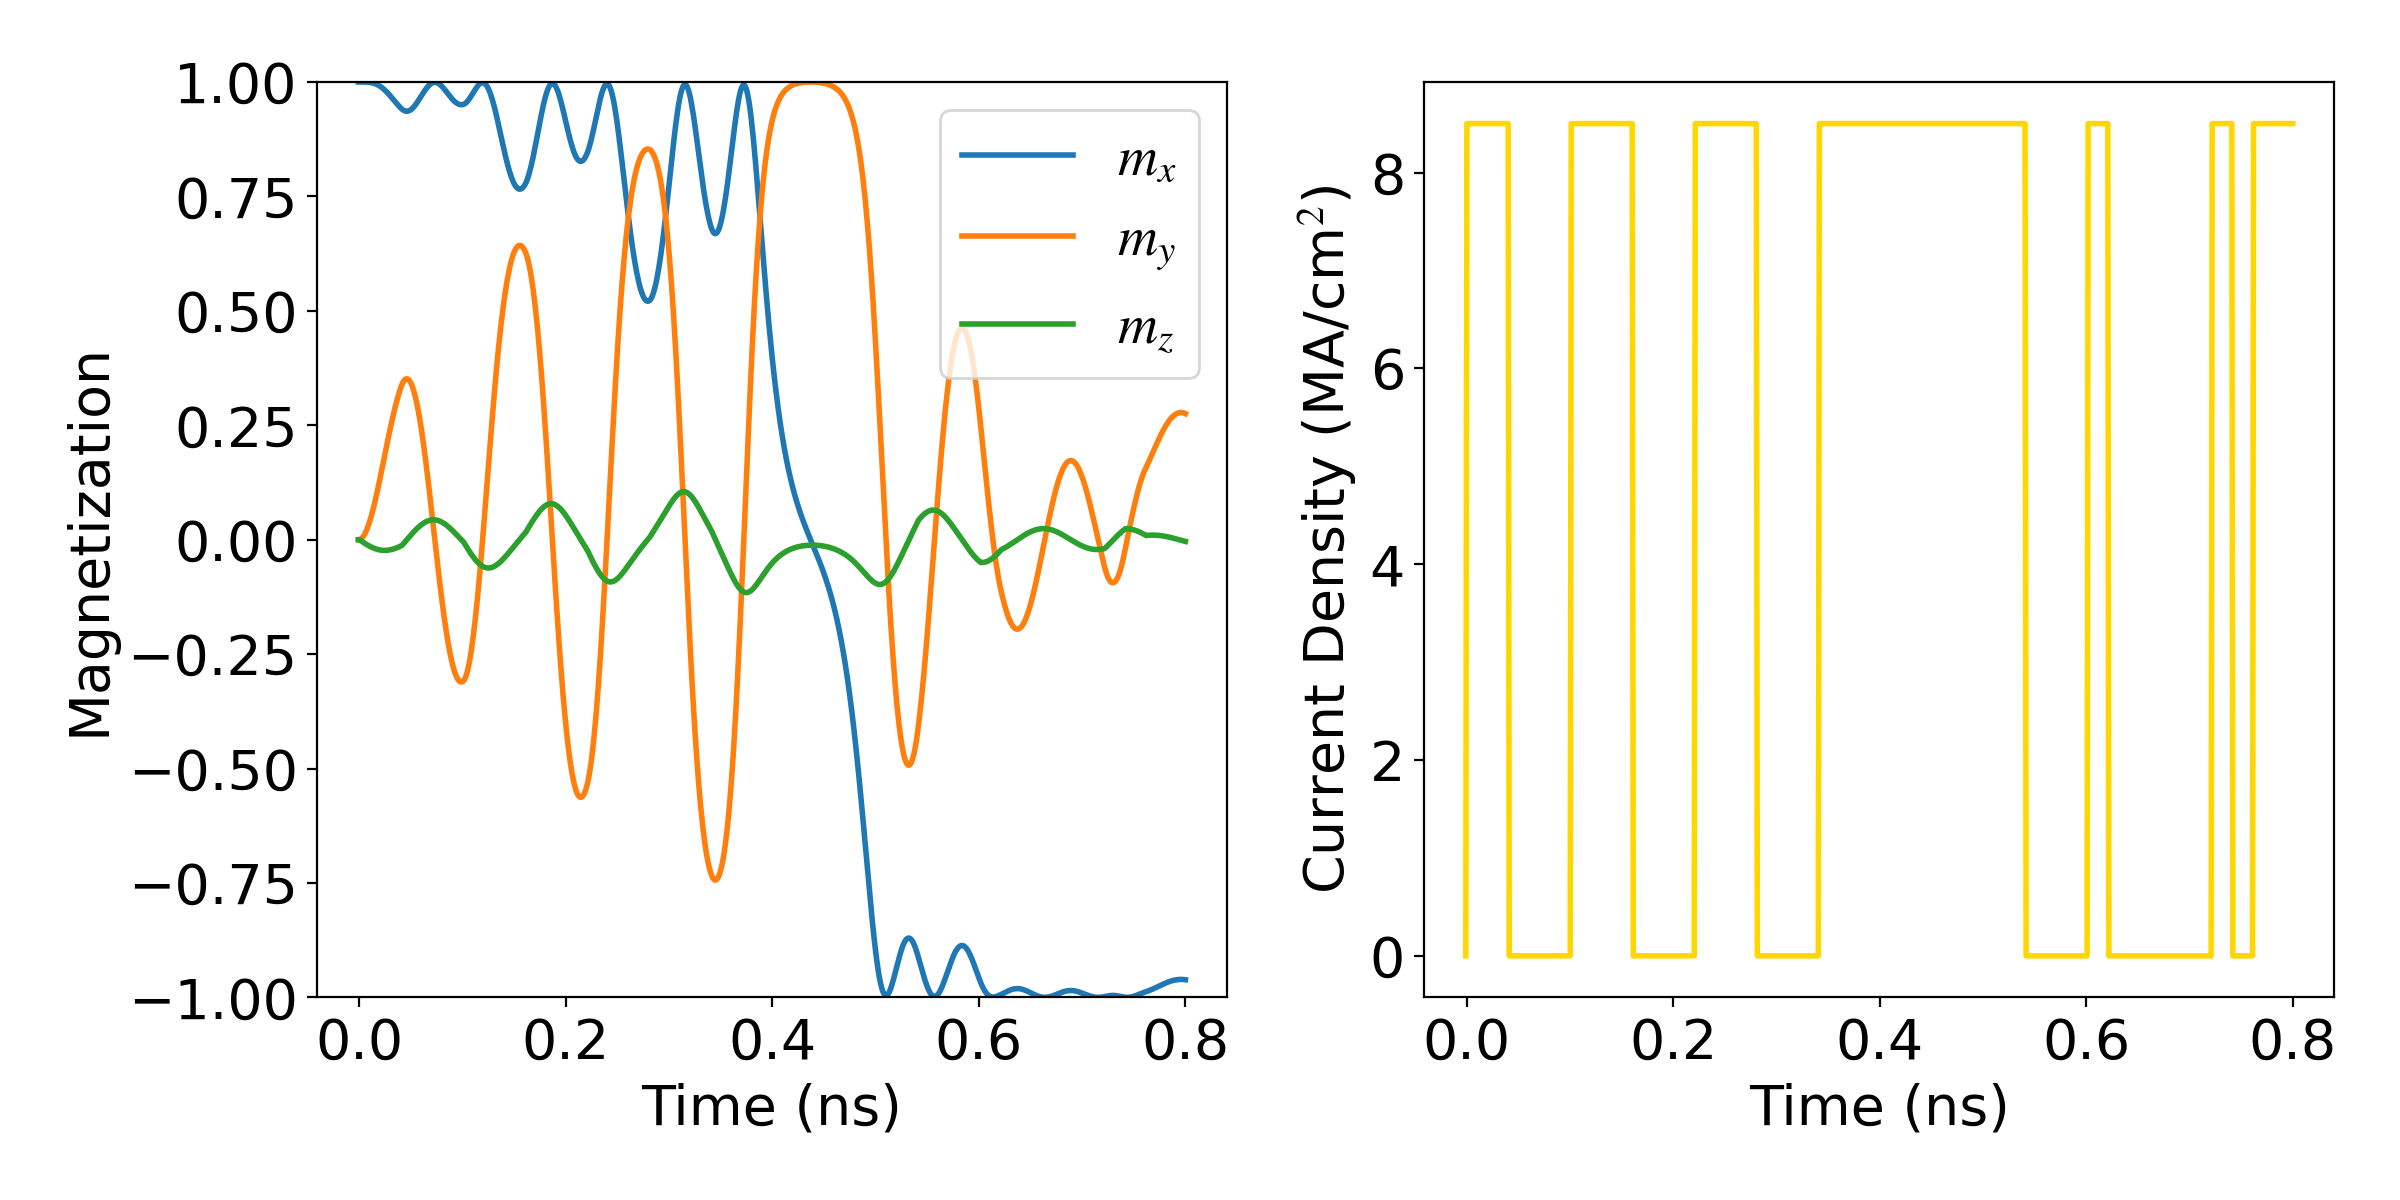 Magnetization
1.00
0.75
0.50
0.25
0.00
−0.25
−0.50
−0.75
−1.00
0.0 0.2 0.4 0.6 0.8
Time (ns)
m_x
m_y
m_z
Current Density (MA/cm²)
8
6
4
2
0
0.0 0.2 0.4 0.6 0.8
Time (ns)